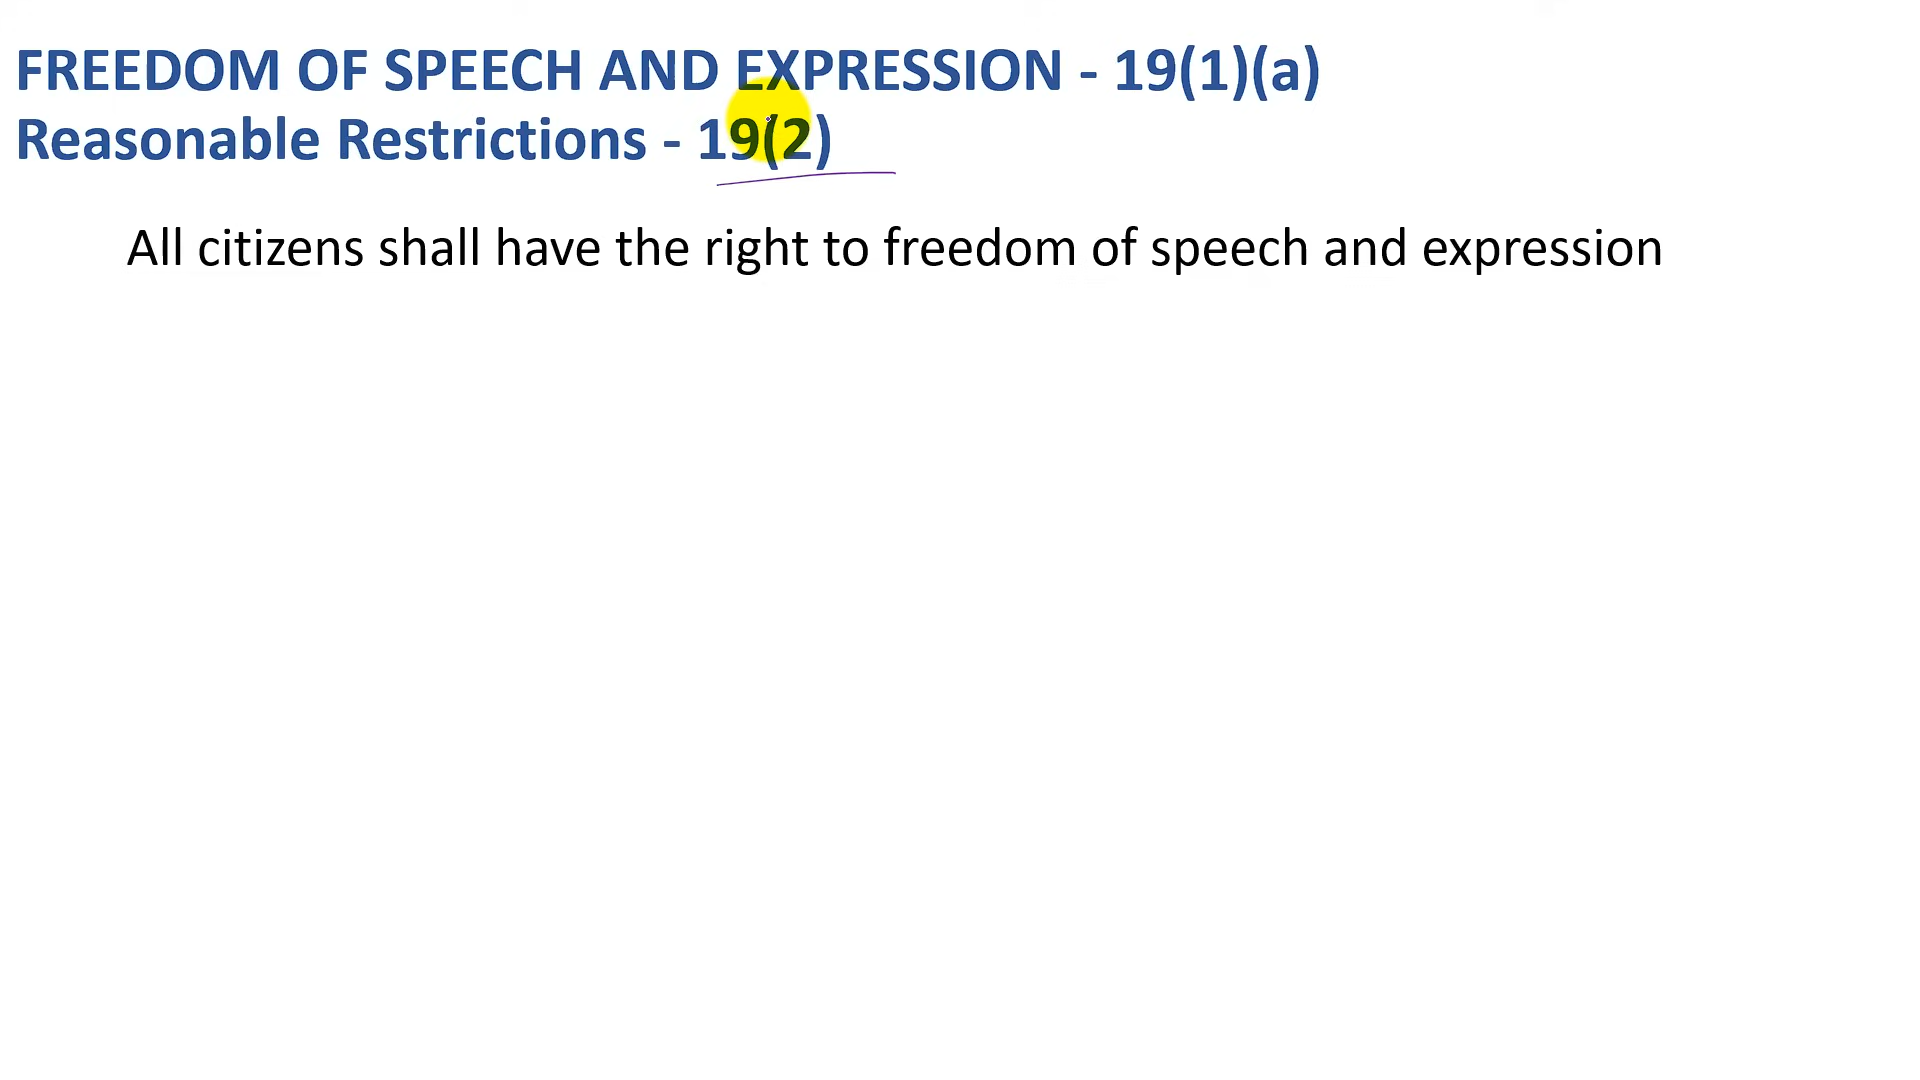 FREEDOM OF SPEECH AND EXPRESSION - 19(1)(a)
Reasonable Restrictions - 19(2)
All citizens shall have the right to freedom of speech and expression